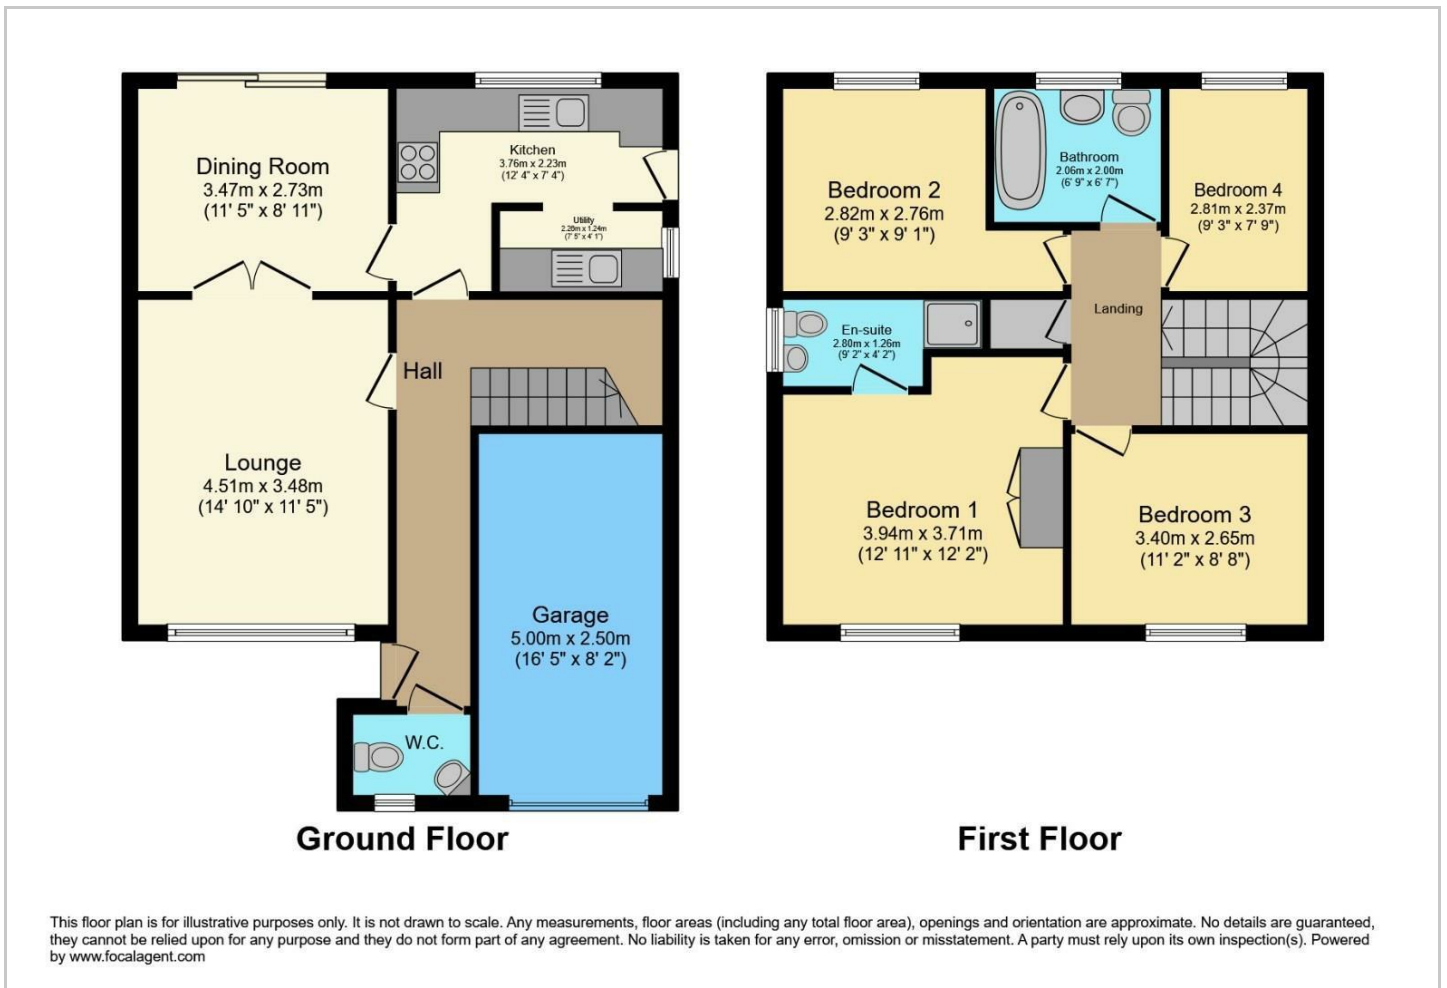 Dining Room
3.47m x 2.73m
(11' 5" x 8' 11")
Kitchen
3.76m x 2.23m
(12' 4" x 7' 4")
Utility
2.26m x 1.24m
(7' 5" x 4' 1")
Hall
Lounge
4.51m x 3.48m
(14' 10" x 11' 5")
Garage
5.00m x 2.50m
(16' 5" x 8' 2")
W.C.
Ground Floor
Bedroom 2
2.82m x 2.76m
(9' 3" x 9' 1")
Bathroom
2.06m x 2.00m
(6' 9" x 6' 7")
Bedroom 4
2.81m x 2.37m
(9' 3" x 7' 9")
En-suite
2.80m x 1.26m
(9' 2" x 4' 2")
Landing
Bedroom 1
3.94m x 3.71m
(12' 11" x 12' 2")
Bedroom 3
3.40m x 2.65m
(11' 2" x 8' 8")
First Floor
This floor plan is for illustrative purposes only. It is not drawn to scale. Any measurements, floor areas (including any total floor area), openings and orientation are approximate. No details are guaranteed,
they cannot be relied upon for any purpose and they do not form part of any agreement. No liability is taken for any error, omission or misstatement. A party must rely upon its own inspection(s). Powered
by www.focalagent.com